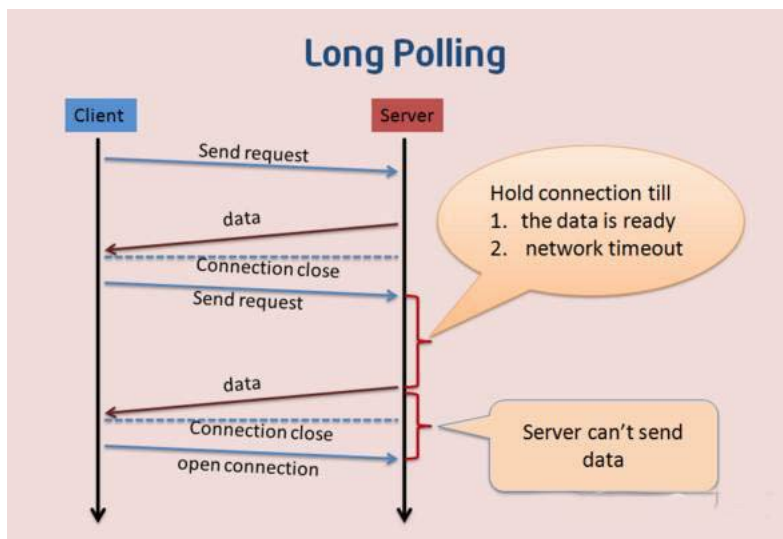 Long Polling
Client
Server
Send request
Hold connection till
1. the data is ready
2. network timeout
data
Connection close
Send request
data
Connection close
open connection
Server can't send
data